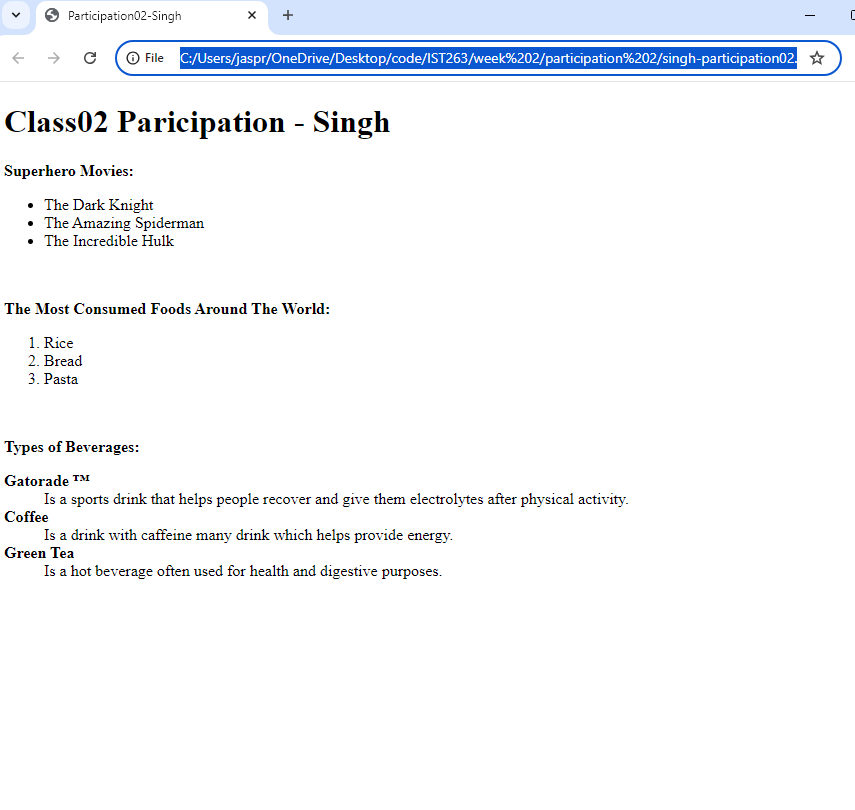 Participation02-Singh
File C:/Users/jaspr/OneDrive/Desktop/code/IST263/week%202/participation%202/singh-participation02.
Class02 Paricipation - Singh
Superhero Movies:
• The Dark Knight
• The Amazing Spiderman
• The Incredible Hulk
The Most Consumed Foods Around The World:
1. Rice
2. Bread
3. Pasta
Types of Beverages:
Gatorade ™
Is a sports drink that helps people recover and give them electrolytes after physical activity.
Coffee
Is a drink with caffeine many drink which helps provide energy.
Green Tea
Is a hot beverage often used for health and digestive purposes.